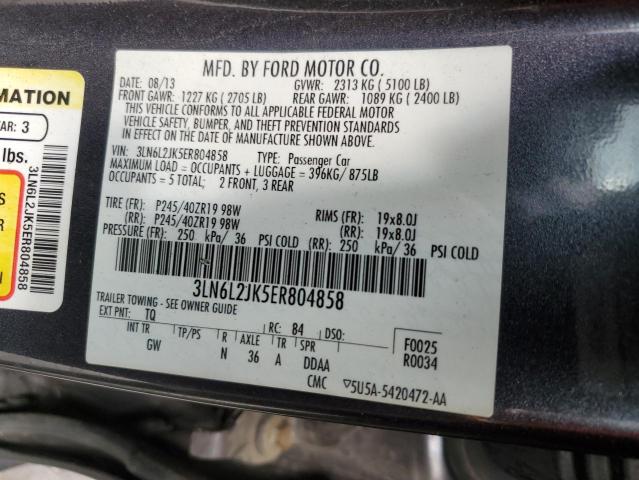 MFD. BY FORD MOTOR CO.
DATE: 08/13 GVWR: 2313 KG ( 5100 LB)
FRONT GAWR: 1227 KG ( 2705 LB) REAR GAWR: 1089 KG ( 2400 LB)
THIS VEHICLE CONFORMS TO ALL APPLICABLE FEDERAL MOTOR
VEHICLE SAFETY, BUMPER, AND THEFT PREVENTION STANDARDS
IN EFFECT ON THE DATE OF MANUFACTURE SHOWN ABOVE.
VIN: 3LN6L2JK5ER804858 TYPE: Passenger Car
MAXIMUM LOAD = OCCUPANTS + LUGGAGE = 396KG/ 875LB
OCCUPANTS = 5 TOTAL; 2 FRONT, 3 REAR
TIRE (FR): P245/40ZR19 98W RIMS (FR): 19x8.0J
(RR): P245/40ZR19 98W (RR): 19x8.0J
PRESSURE (FR): 250 kPa/ 36 PSI COLD (RR): 250 kPa/ 36 PSI COLD
3LN6L2JK5ER804858
TRAILER TOWING - SEE OWNER GUIDE
EXT PNT: TQ RC: 84 DSO: F0025
INT TR TP/PS R AXLE TR SPR R0034
GW N 36 A DDAA
CMC ▽5U5A-5420472-AA
RMATION
AR: 3
lbs.
3LN6L2JK5ER804858